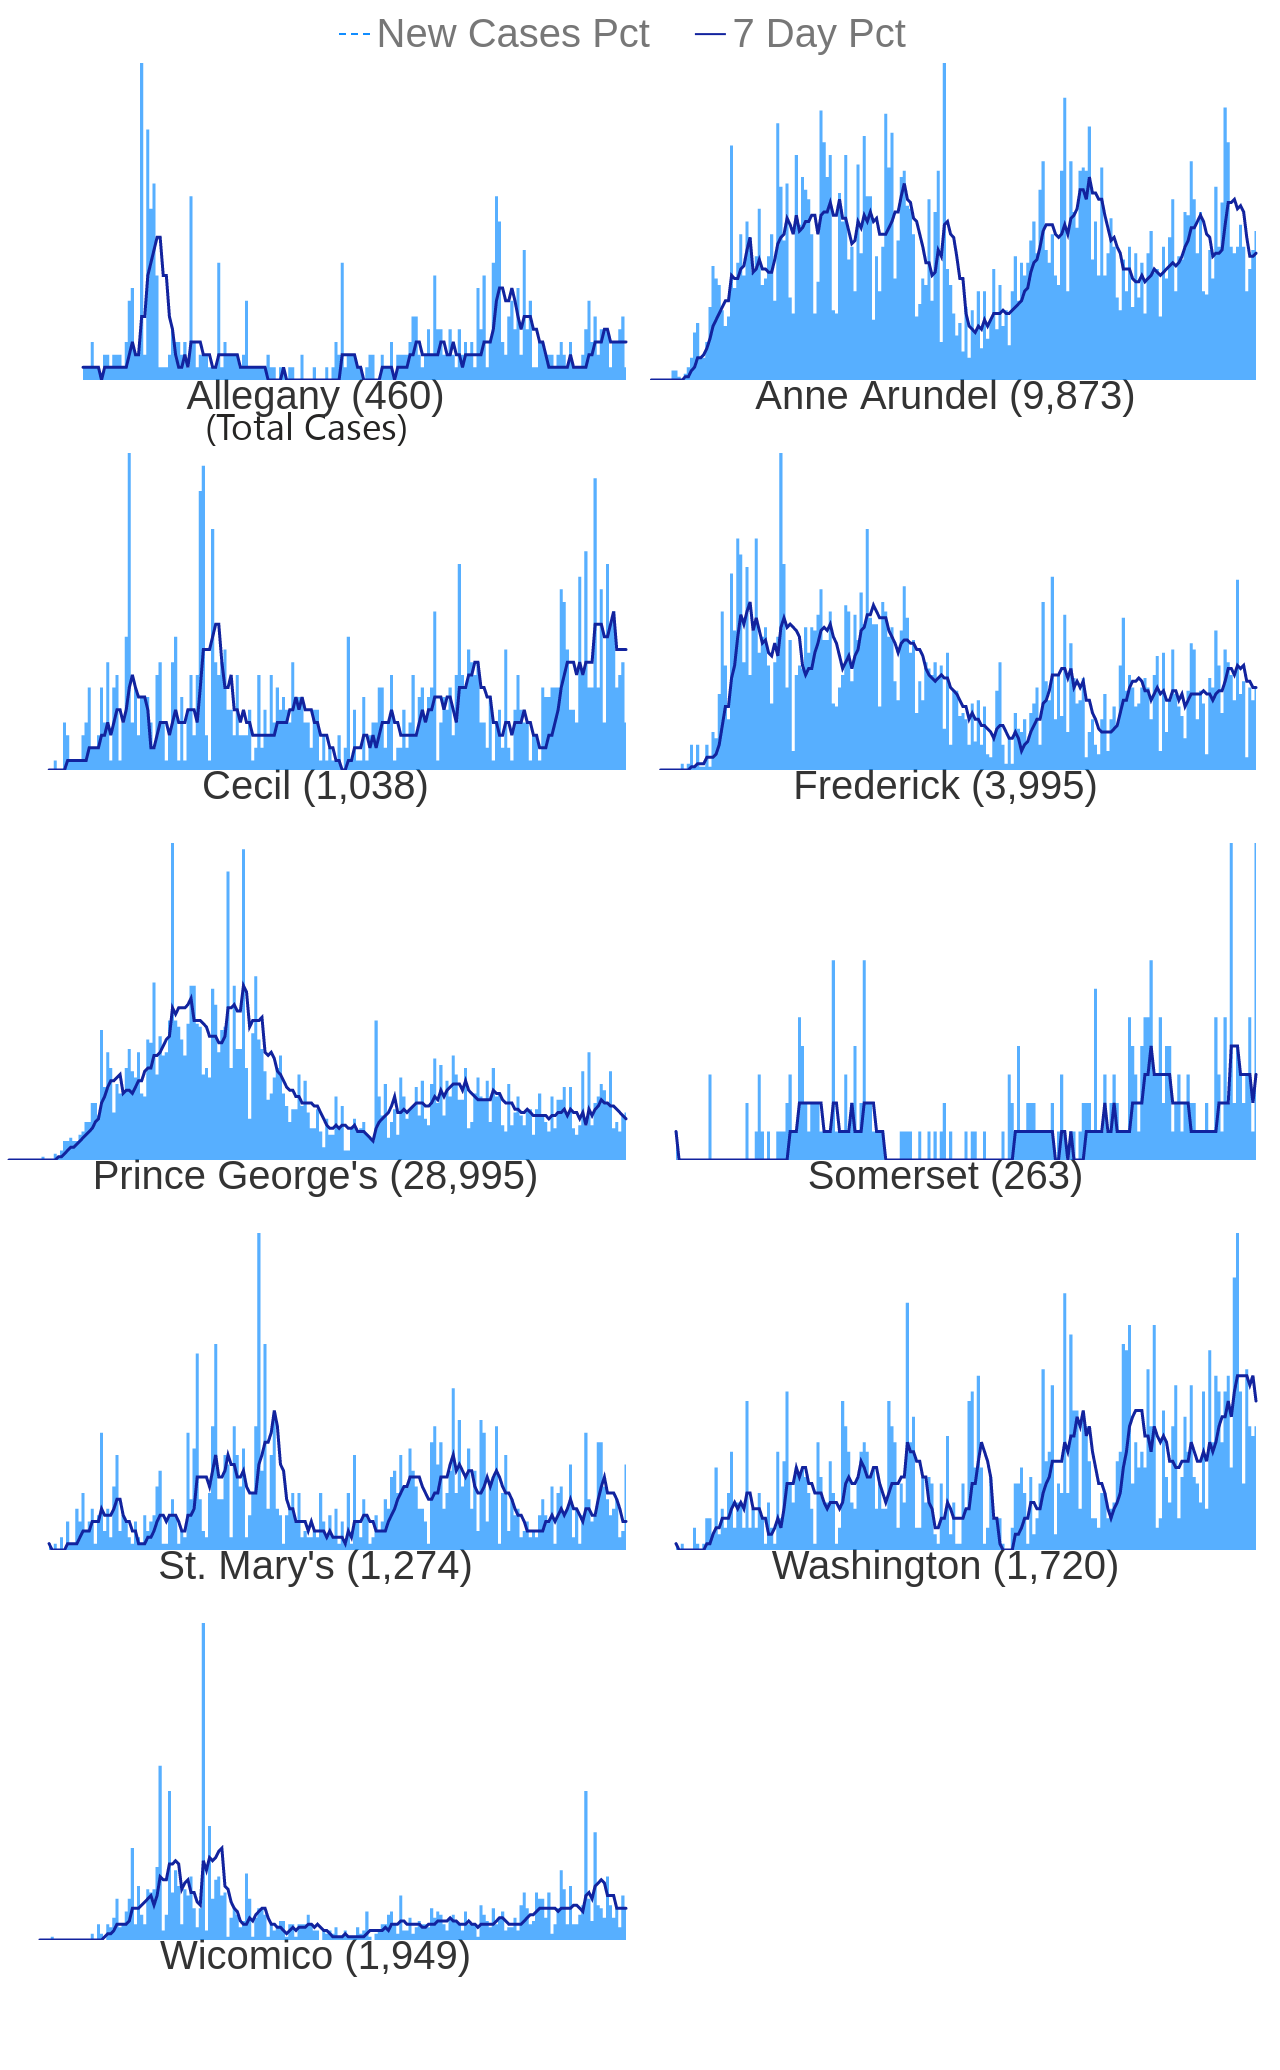 New Cases Pct 7 Day Pct
Allegany (460) Anne Arundel (9,873)
(Total Cases)
Cecil (1,038) Frederick (3,995)
Prince George's (28,995) Somerset (263)
St. Mary's (1,274) Washington (1,720)
Wicomico (1,949)